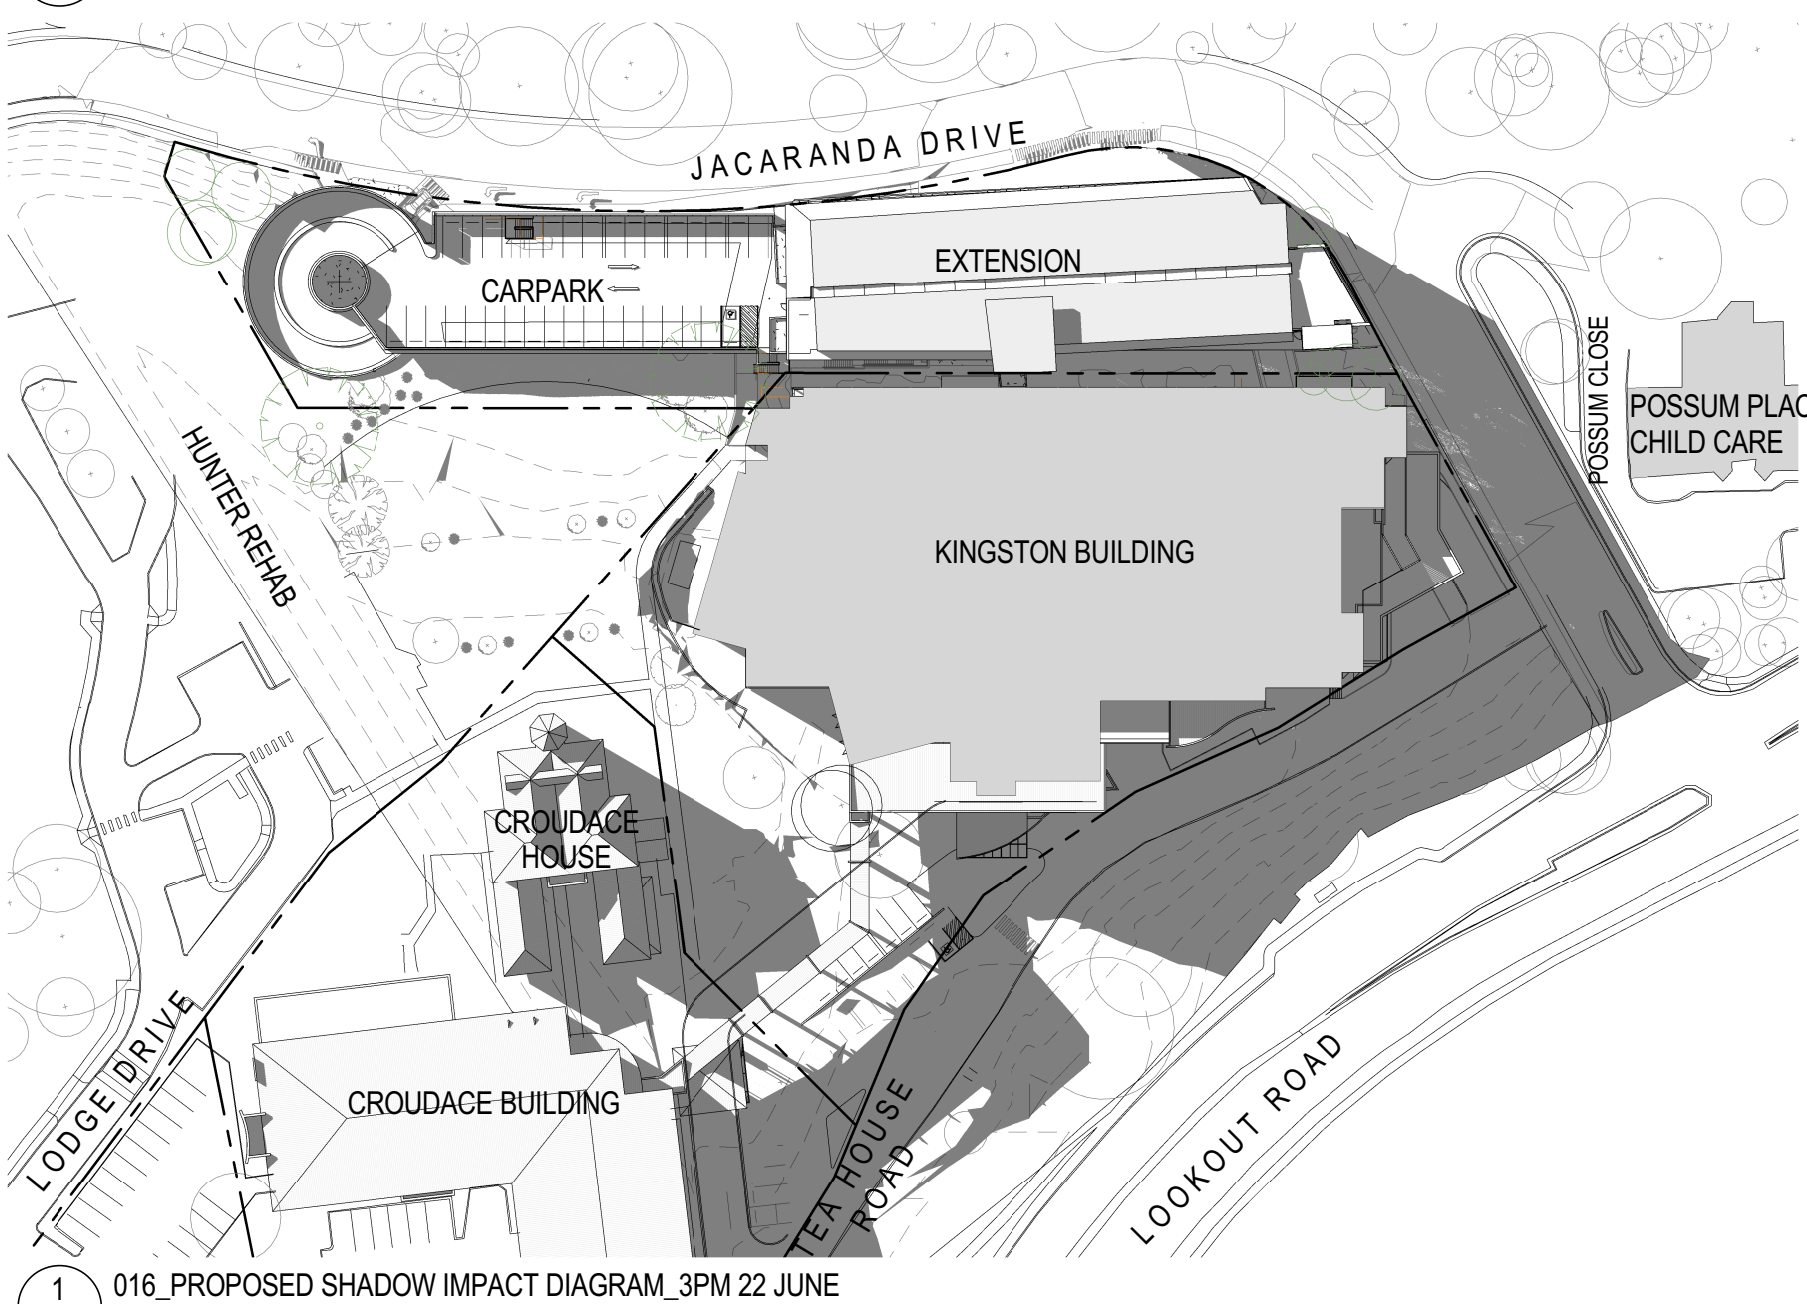 JACARANDA DRIVE
EXTENSION
CARPARK
POSSUM CLOSE
POSSUM PLAC
CHILD CARE
HUNTER REHAB
KINGSTON BUILDING
CROUDACE
HOUSE
LODGE DRIVE
CROUDACE BUILDING
TEA HOUSE
ROAD
LOOKOUT ROAD
1
016_PROPOSED SHADOW IMPACT DIAGRAM_3PM 22 JUNE